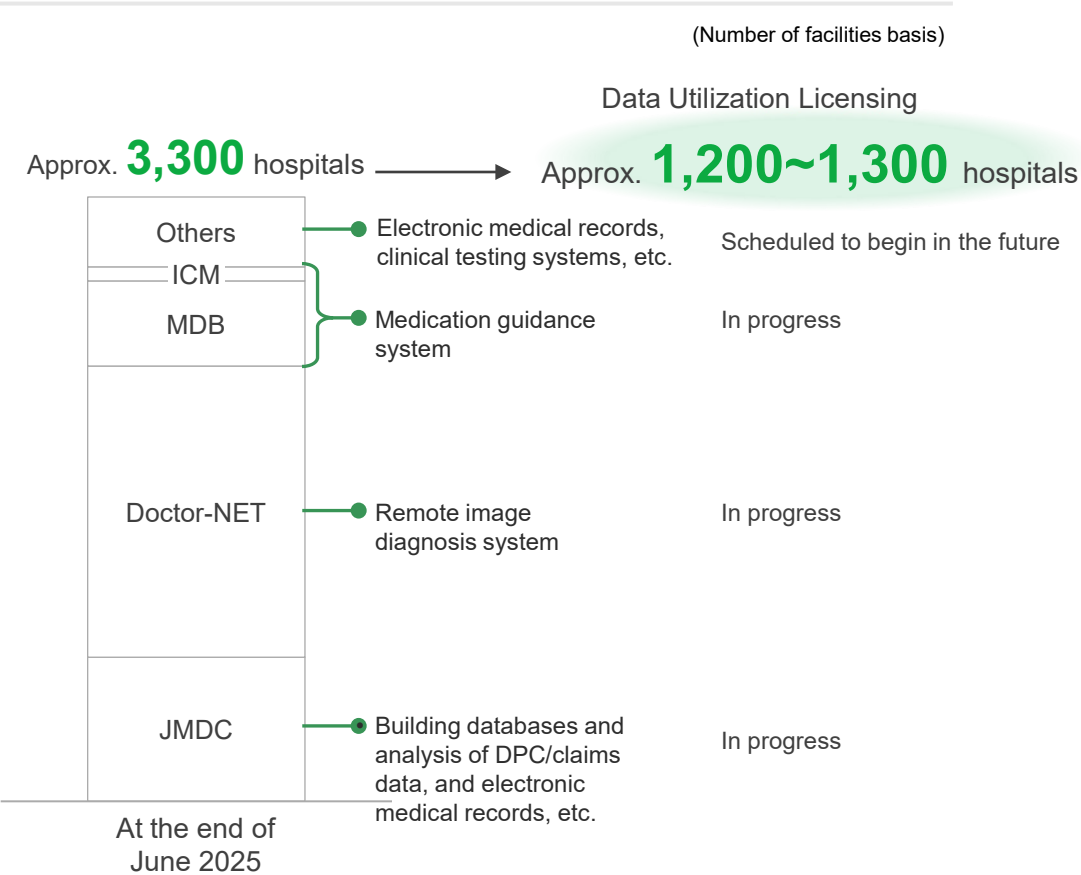 (Number of facilities basis)
Data Utilization Licensing
Approx. 3,300 hospitals
Approx. 1,200~1,300 hospitals
Others
Electronic medical records,
clinical testing systems, etc.
Scheduled to begin in the future
ICM
MDB
Medication guidance
system
In progress
Doctor-NET
Remote image
diagnosis system
In progress
JMDC
Building databases and
analysis of DPC/claims
data, and electronic
medical records, etc.
In progress
At the end of
June 2025